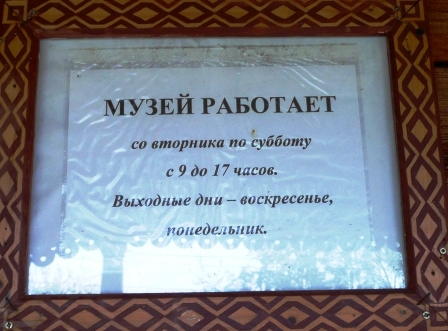 МУЗЕЙ РАБОТАЕТ
со вторника по субботу
с 9 до 17 часов.
Выходные дни – воскресенье,
понедельник.